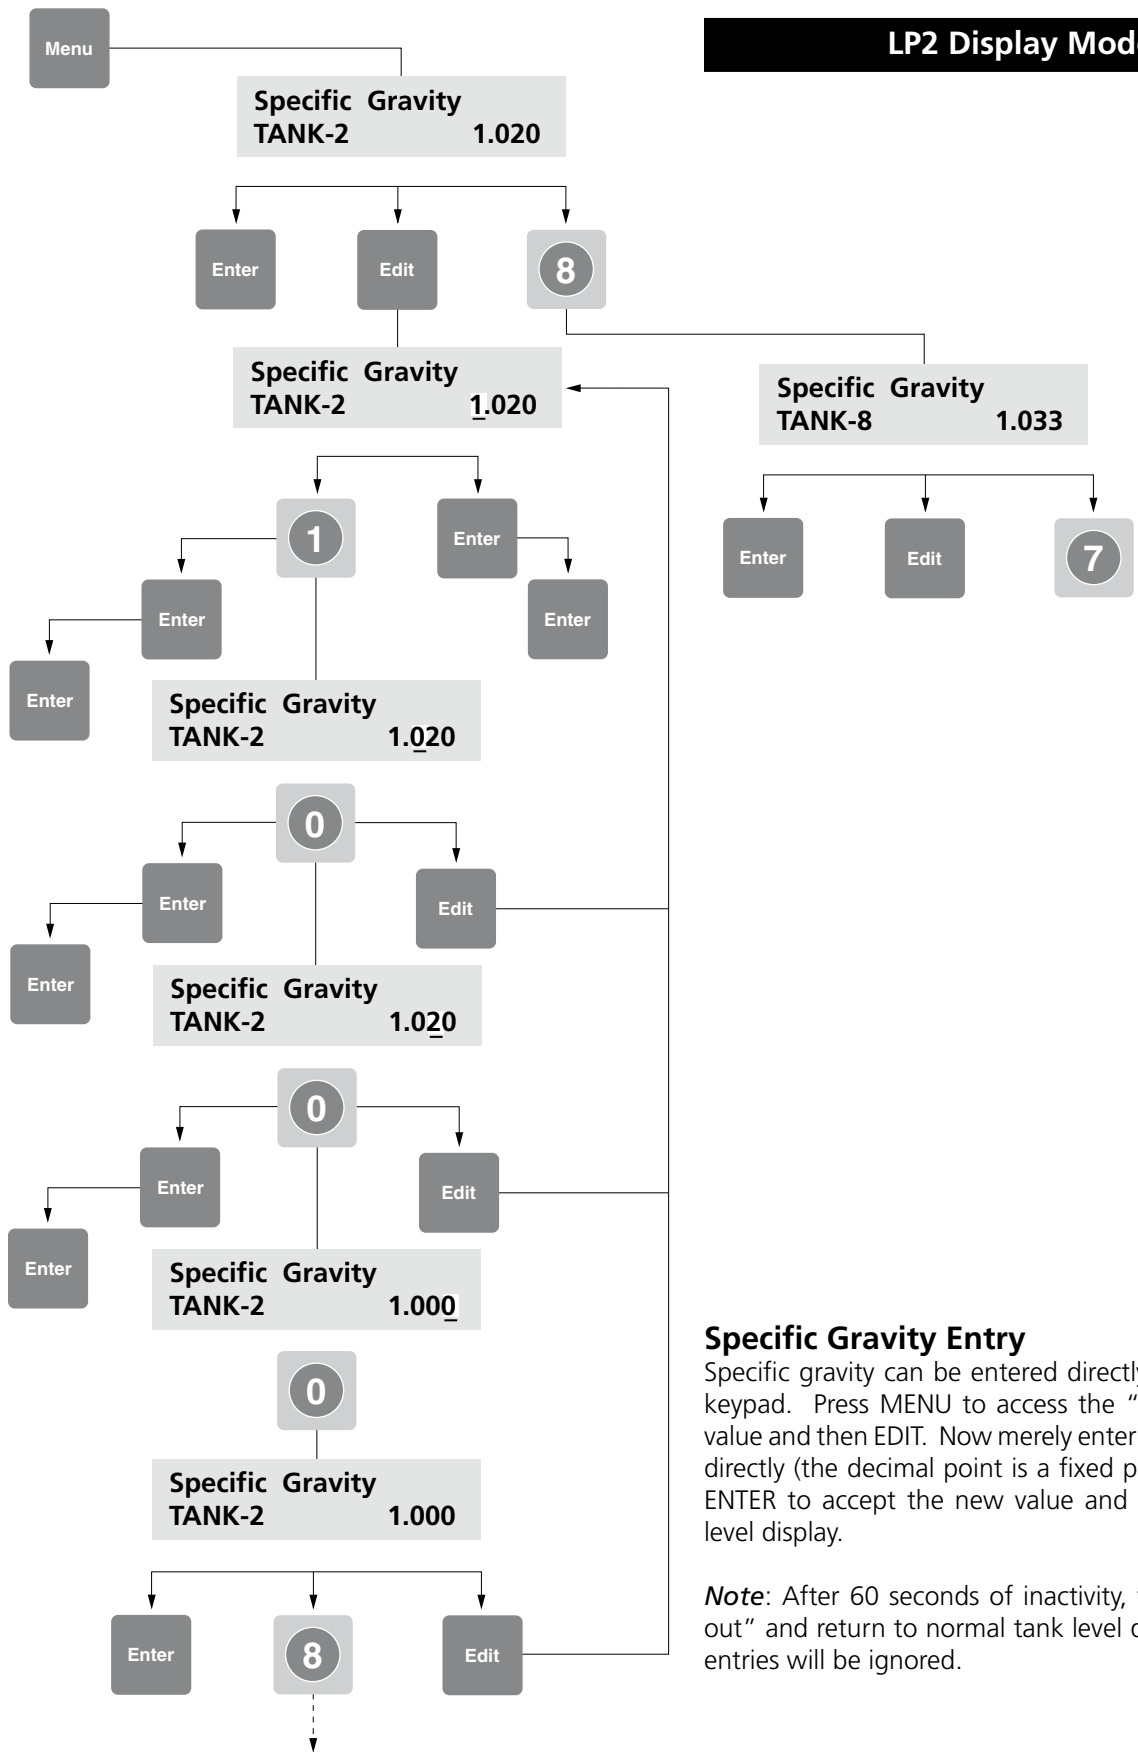 Menu
LP2 Display
Specific Gravity
TANK-2 1.020
Enter
Edit
8
Specific Gravity
TANK-2 1.020
Specific Gravity
TANK-8 1.033
1
Enter
Enter
Edit
7
Enter
Enter
Enter
Specific Gravity
TANK-2 1.020
0
Enter
Edit
Enter
Specific Gravity
TANK-2 1.020
0
Enter
Edit
Enter
Specific Gravity
TANK-2 1.000
0
Specific Gravity
TANK-2 1.000
Enter
8
Edit
Specific Gravity Entry
Specific gravity can be entered directly
keypad. Press MENU to access the “
value and then EDIT. Now merely enter
directly (the decimal point is a fixed
ENTER to accept the new value and
level display.
Note: After 60 seconds of inactivity,
out” and return to normal tank level
entries will be ignored.